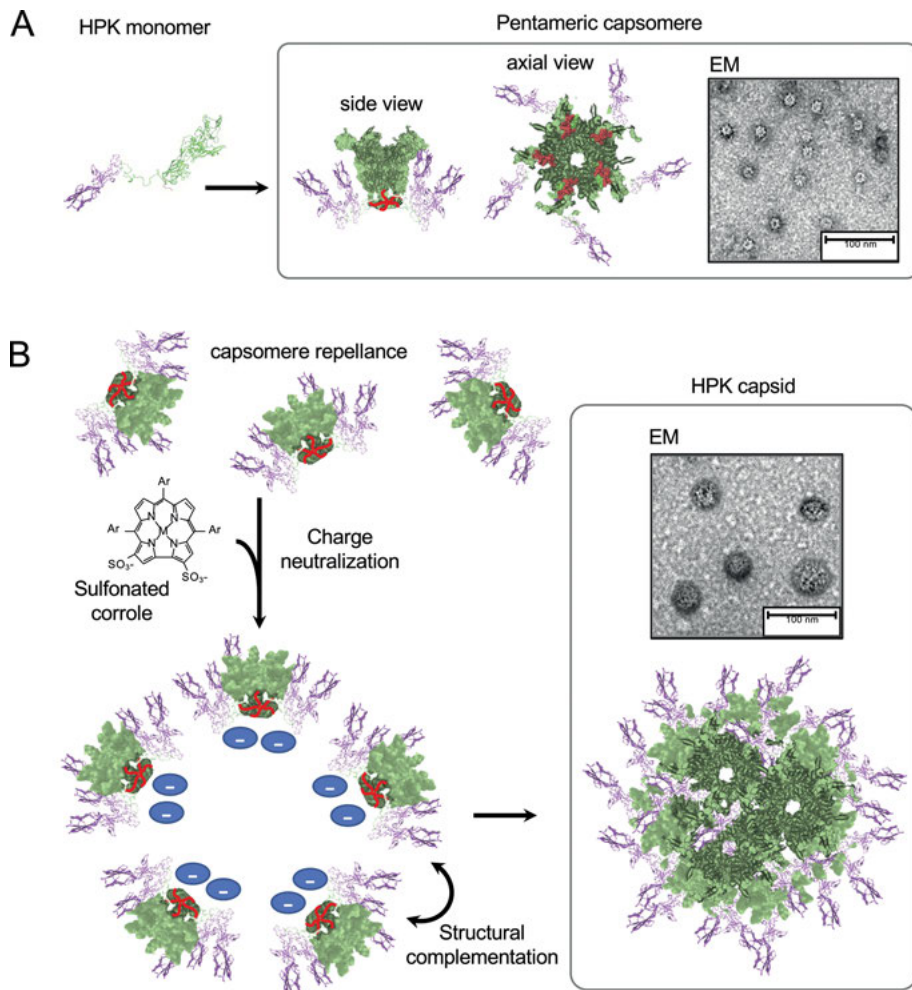 A
HPK monomer
Pentameric capsomere
side view
axial view
EM
100 nm
B
capsomere repellance
Ar
Ar
Ar
N
N
M
N
N
SO₃⁻
SO₃⁻
Sulfonated
corrole
Charge
neutralization
HPK capsid
EM
100 nm
-
-
-
-
-
-
-
-
-
-
Structural
complementation